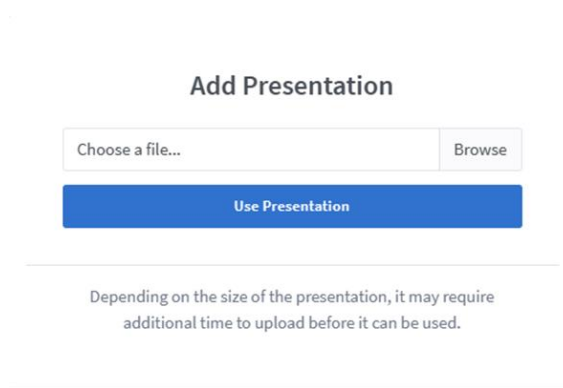 Add Presentation
Choose a file... Browse
Use Presentation
Depending on the size of the presentation, it may require
additional time to upload before it can be used.